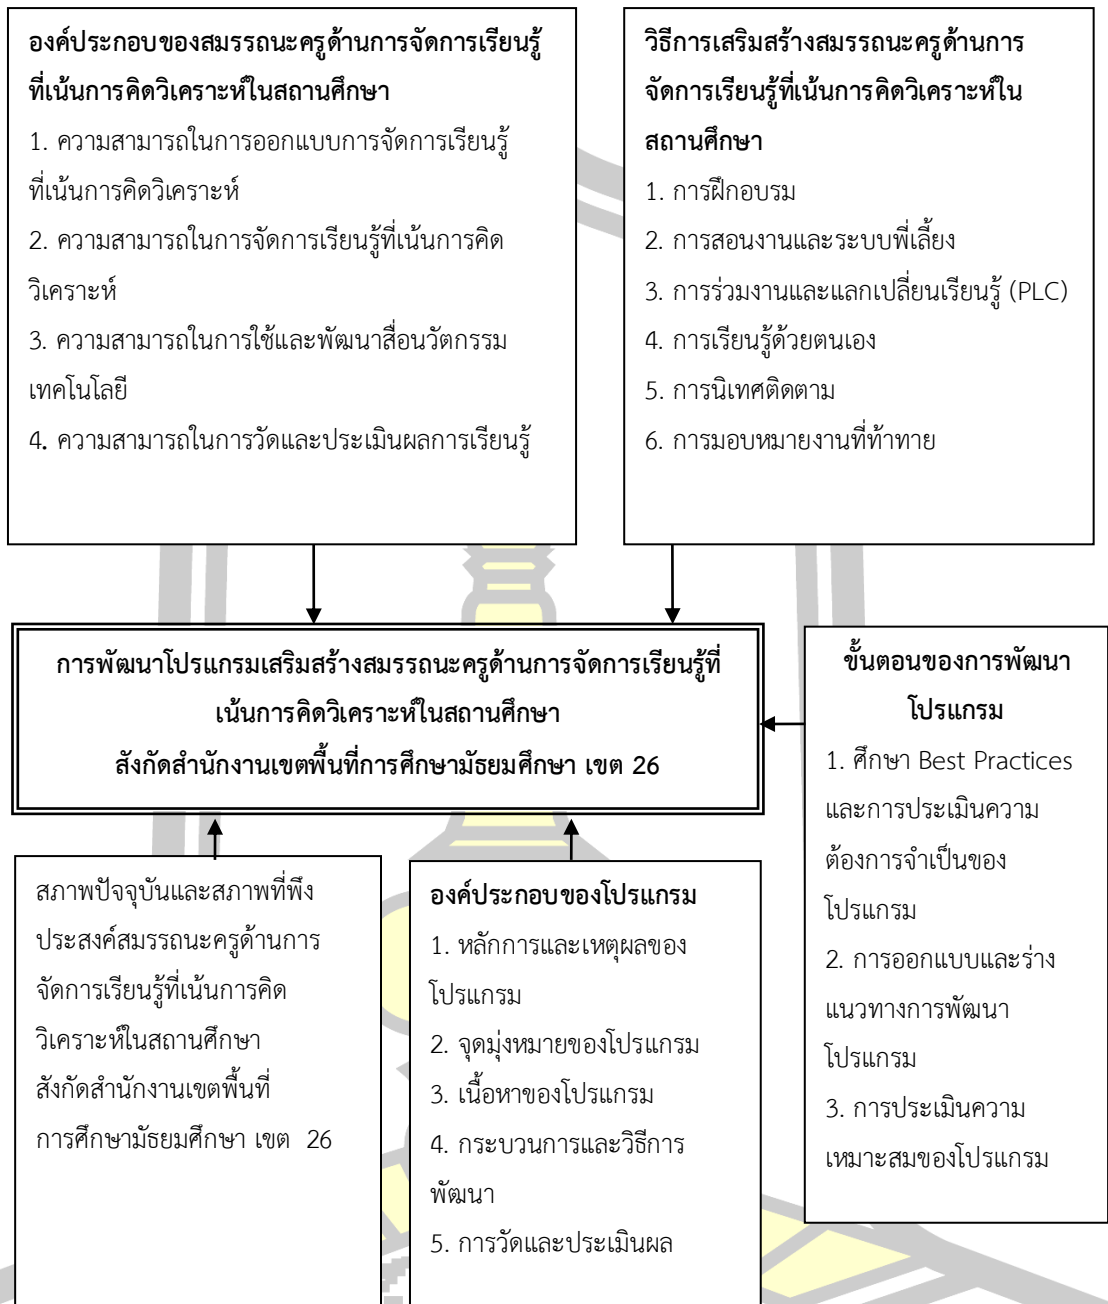 องค์ประกอบของสมรรถนะครูด้านการจัดการเรียนรู้
ที่เน้นการคิดวิเคราะห์ในสถานศึกษา
1. ความสามารถในการออกแบบการจัดการเรียนรู้
ที่เน้นการคิดวิเคราะห์
2. ความสามารถในการจัดการเรียนรู้ที่เน้นการคิด
วิเคราะห์
3. ความสามารถในการใช้และพัฒนาสื่อนวัตกรรม
เทคโนโลยี
4. ความสามารถในการวัดและประเมินผลการเรียนรู้
วิธีการเสริมสร้างสมรรถนะครูด้านการ
จัดการเรียนรู้ที่เน้นการคิดวิเคราะห์ใน
สถานศึกษา
1. การฝึกอบรม
2. การสอนงานและระบบพี่เลี้ยง
3. การร่วมงานและแลกเปลี่ยนเรียนรู้ (PLC)
4. การเรียนรู้ด้วยตนเอง
5. การนิเทศติดตาม
6. การมอบหมายงานที่ท้าทาย
การพัฒนาโปรแกรมเสริมสร้างสมรรถนะครูด้านการจัดการเรียนรู้ที่
เน้นการคิดวิเคราะห์ในสถานศึกษา
สังกัดสำนักงานเขตพื้นที่การศึกษามัธยมศึกษา เขต 26
ขั้นตอนของการพัฒนา
โปรแกรม
1. ศึกษา Best Practices
และการประเมินความ
ต้องการจำเป็นของ
โปรแกรม
2. การออกแบบและร่าง
แนวทางการพัฒนา
โปรแกรม
3. การประเมินความ
เหมาะสมของโปรแกรม
สภาพปัจจุบันและสภาพที่พึง
ประสงค์สมรรถนะครูด้านการ
จัดการเรียนรู้ที่เน้นการคิด
วิเคราะห์ในสถานศึกษา
สังกัดสำนักงานเขตพื้นที่
การศึกษามัธยมศึกษา เขต 26
องค์ประกอบของโปรแกรม
1. หลักการและเหตุผลของ
โปรแกรม
2. จุดมุ่งหมายของโปรแกรม
3. เนื้อหาของโปรแกรม
4. กระบวนการและวิธีการ
พัฒนา
5. การวัดและประเมินผล